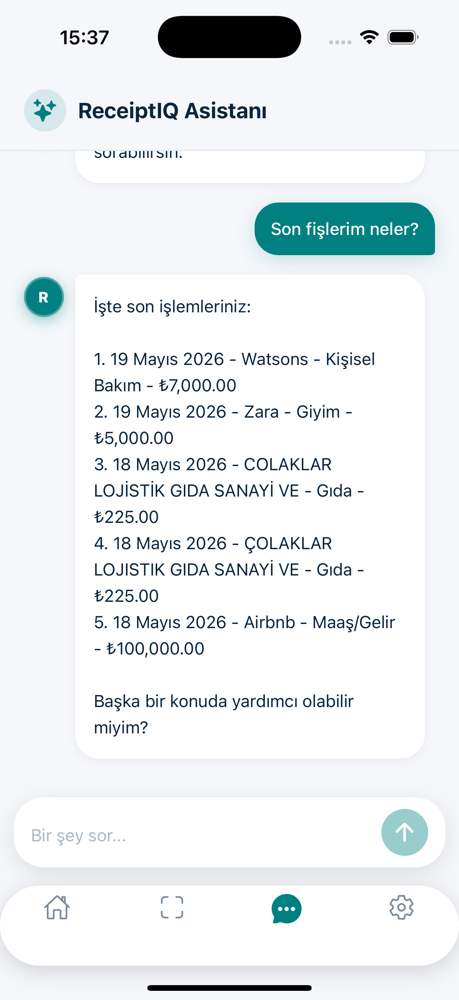 15:37
ReceiptIQ Asistanı
sorabilirsin.
Son fişlerim neler?
R
İşte son işlemleriniz:
1. 19 Mayıs 2026 - Watsons - Kişisel
Bakım - ₺7,000.00
2. 19 Mayıs 2026 - Zara - Giyim -
₺5,000.00
3. 18 Mayıs 2026 - COLAKLAR
LOJİSTİK GIDA SANAYİ VE - Gıda -
₺225.00
4. 18 Mayıs 2026 - ÇOLAKLAR
LOJISTIK GIDA SANAYİ VE - Gıda -
₺225.00
5. 18 Mayıs 2026 - Airbnb - Maaş/Gelir
- ₺100,000.00
Başka bir konuda yardımcı olabilir
miyim?
Bir şey sor...